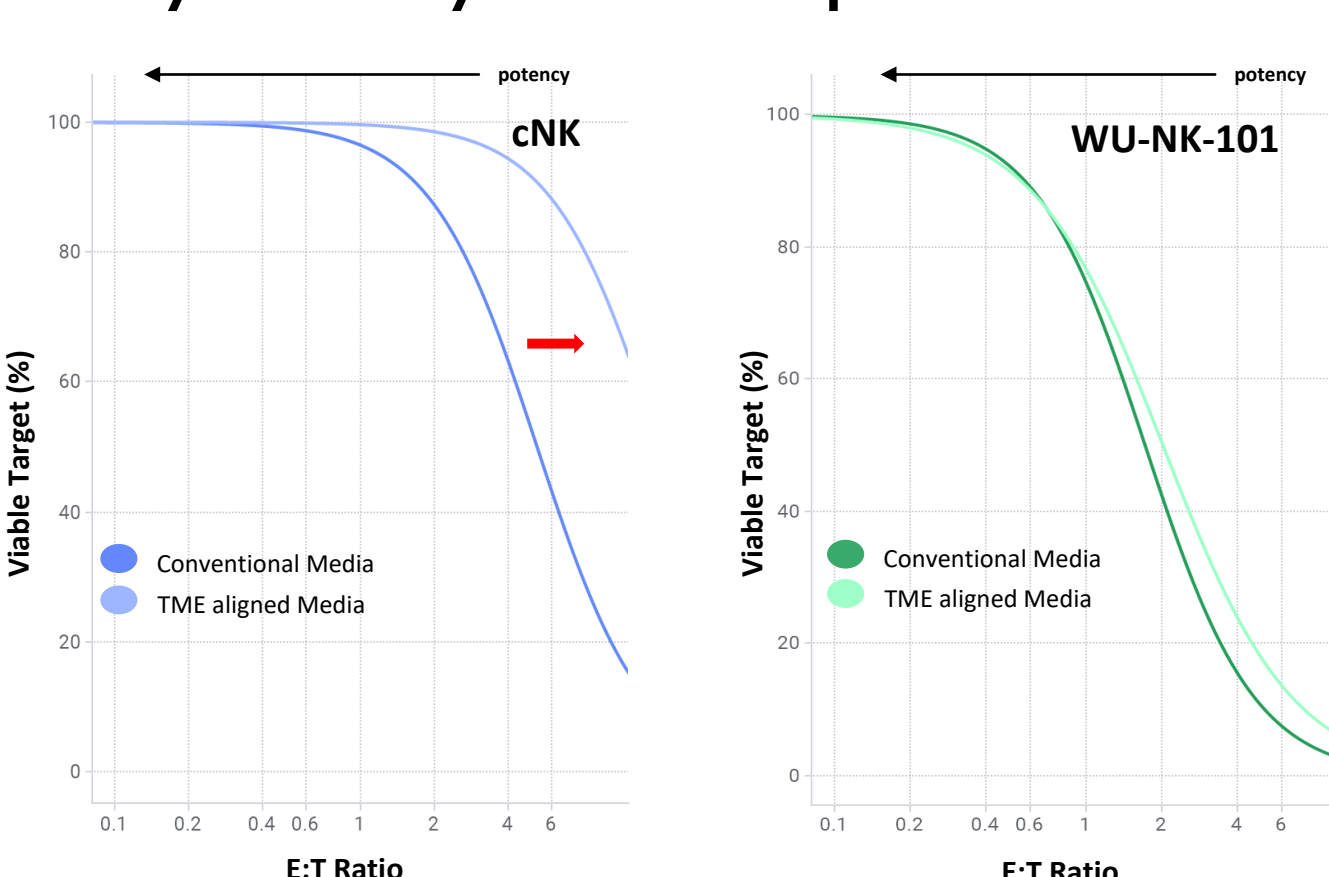 potency
cNK
100
80
60
40
20
0
Viable Target (%)
Conventional Media
TME aligned Media
0.1 0.2 0.4 0.6 1 2 4 6
E:T Ratio
potency
WU-NK-101
100
80
60
40
20
0
Viable Target (%)
Conventional Media
TME aligned Media
0.1 0.2 0.4 0.6 1 2 4 6
E:T Ratio